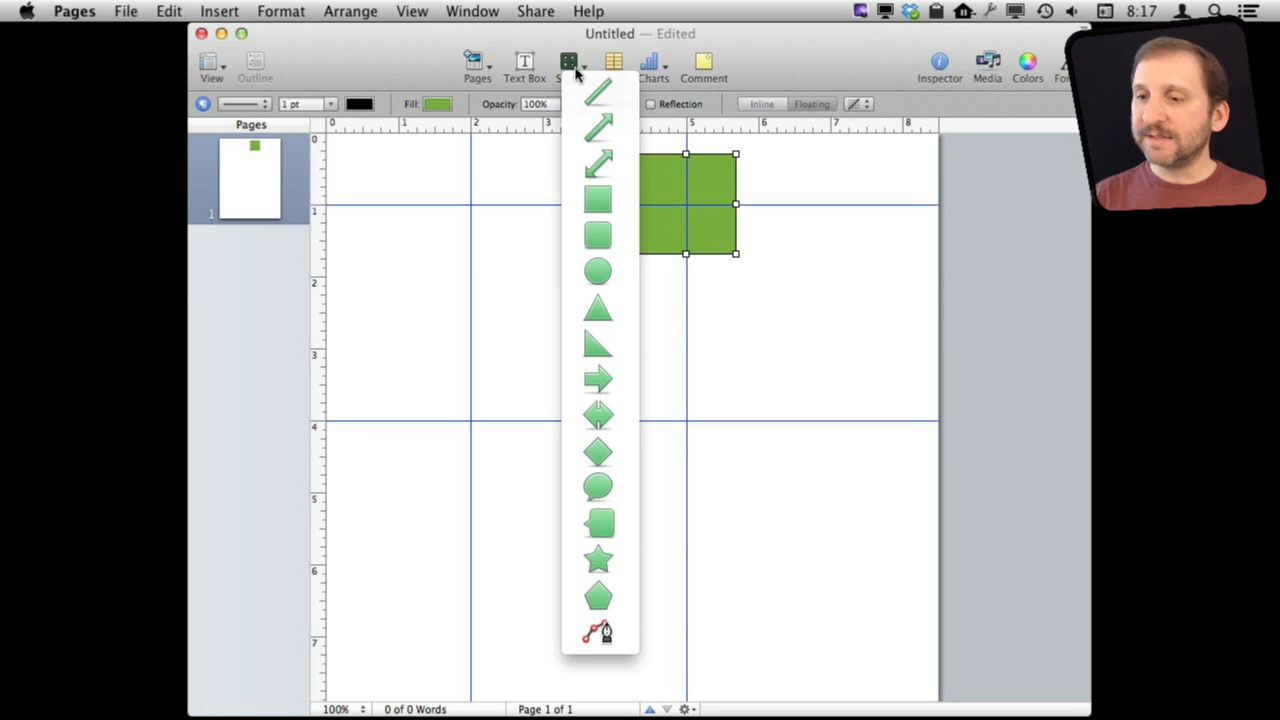 Pages File Edit Insert Format Arrange View Window Share Help 8:17
Untitled — Edited
View Outline Pages T Text Box Charts Comment Inspector Media Colors
1 pt Fill: Opacity: 100% Reflection Inline Floating
Pages 0 1 2 3 5 6 7 8
0
1
1
2
3
4
5
6
7
100% 0 of 0 Words Page 1 of 1